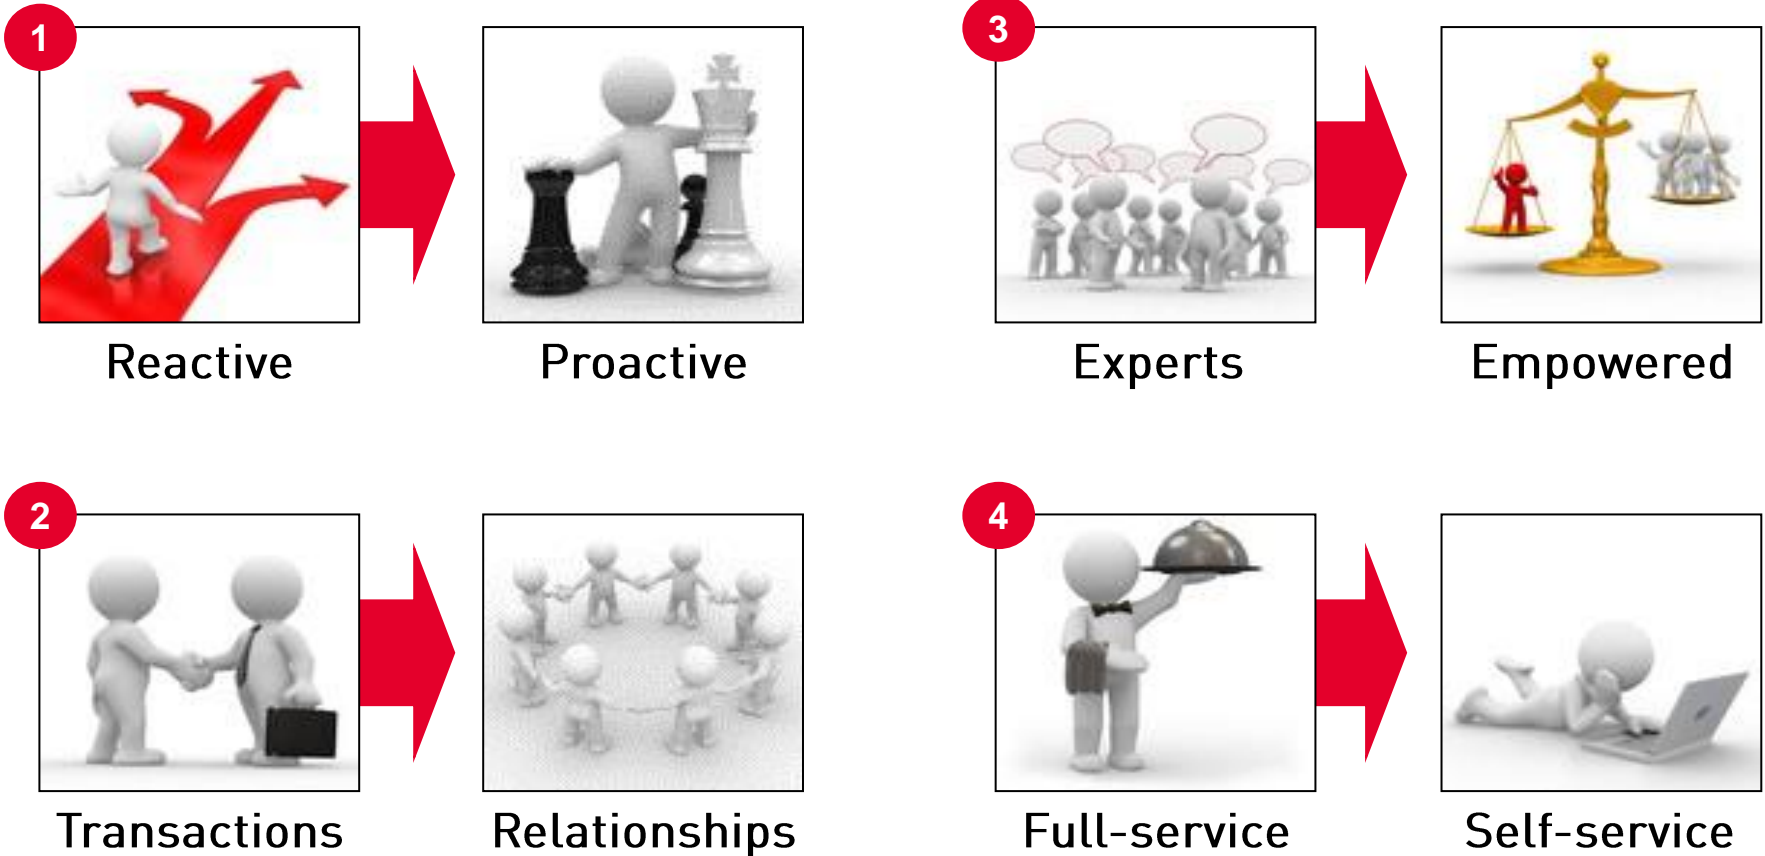 1
Reactive
Proactive
2
Transactions
Relationships
3
Experts
Empowered
4
Full-service
Self-service